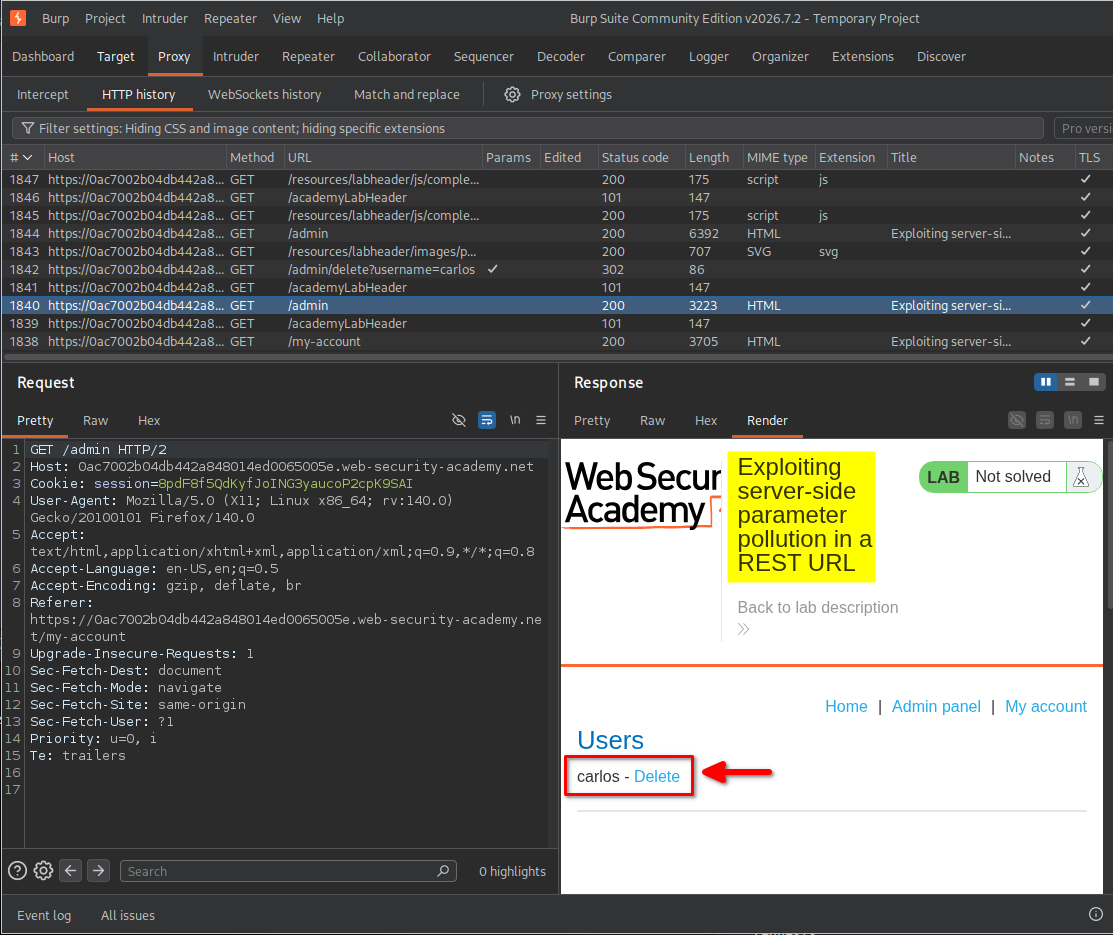 Burp Project Intruder Repeater View Help Burp Suite Community Edition v2026.7.2 - Temporary Project
Dashboard Target Proxy Intruder Repeater Collaborator Sequencer Decoder Comparer Logger Organizer Extensions Discover
Intercept HTTP history WebSockets history Match and replace Proxy settings
Filter settings: Hiding CSS and image content; hiding specific extensions Pro versi
# Host Method URL Params Edited Status code Length MIME type Extension Title Notes TLS
1847 https://0ac7002b04db442a8... GET /resources/labheader/js/comple... 200 175 script js ✓
1846 https://0ac7002b04db442a8... GET /academyLabHeader 101 147 ✓
1845 https://0ac7002b04db442a8... GET /resources/labheader/js/comple... 200 175 script js ✓
1844 https://0ac7002b04db442a8... GET /admin 200 6392 HTML Exploiting server-si... ✓
1843 https://0ac7002b04db442a8... GET /resources/labheader/images/p... 200 707 SVG svg ✓
1842 https://0ac7002b04db442a8... GET /admin/delete?username=carlos ✓ 302 86 ✓
1841 https://0ac7002b04db442a8... GET /academyLabHeader 101 147 ✓
1840 https://0ac7002b04db442a8... GET /admin 200 3223 HTML Exploiting server-si... ✓
1839 https://0ac7002b04db442a8... GET /academyLabHeader 101 147 ✓
1838 https://0ac7002b04db442a8... GET /my-account 200 3705 HTML Exploiting server-si... ✓
Request
Pretty Raw Hex \n
1 GET /admin HTTP/2
2 Host: 0ac7002b04db442a848014ed0065005e.web-security-academy.net
3 Cookie: session=8pdF8f5QdKyfJoING3yaucoP2cpK9SAI
4 User-Agent: Mozilla/5.0 (X11; Linux x86_64; rv:140.0)
Gecko/20100101 Firefox/140.0
5 Accept:
text/html,application/xhtml+xml,application/xml;q=0.9,*/*;q=0.8
6 Accept-Language: en-US,en;q=0.5
7 Accept-Encoding: gzip, deflate, br
8 Referer:
https://0ac7002b04db442a848014ed0065005e.web-security-academy.ne
t/my-account
9 Upgrade-Insecure-Requests: 1
10 Sec-Fetch-Dest: document
11 Sec-Fetch-Mode: navigate
12 Sec-Fetch-Site: same-origin
13 Sec-Fetch-User: ?1
14 Priority: u=0, i
15 Te: trailers
16
17
Search 0 highlights
Response
Pretty Raw Hex Render \n
Web Secur
Academy
Exploiting
server-side
parameter
pollution in a
REST URL
LAB Not solved
Back to lab description
Home | Admin panel | My account
Users
carlos - Delete
Event log All issues